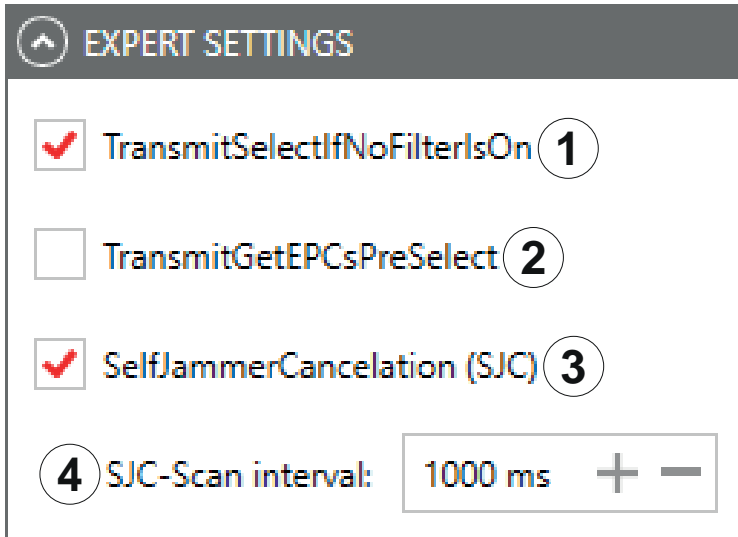 EXPERT SETTINGS
TransmitSelectIfNoFilterIsOn 1
TransmitGetEPCsPreSelect 2
SelfJammerCancelation (SJC) 3
4 SJC-Scan interval: 1000 ms + −